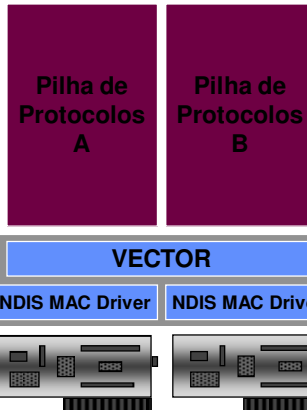 Pilha de
Protocolos
A
Pilha de
Protocolos
B
VECTOR
NDIS MAC Driver
NDIS MAC Drive